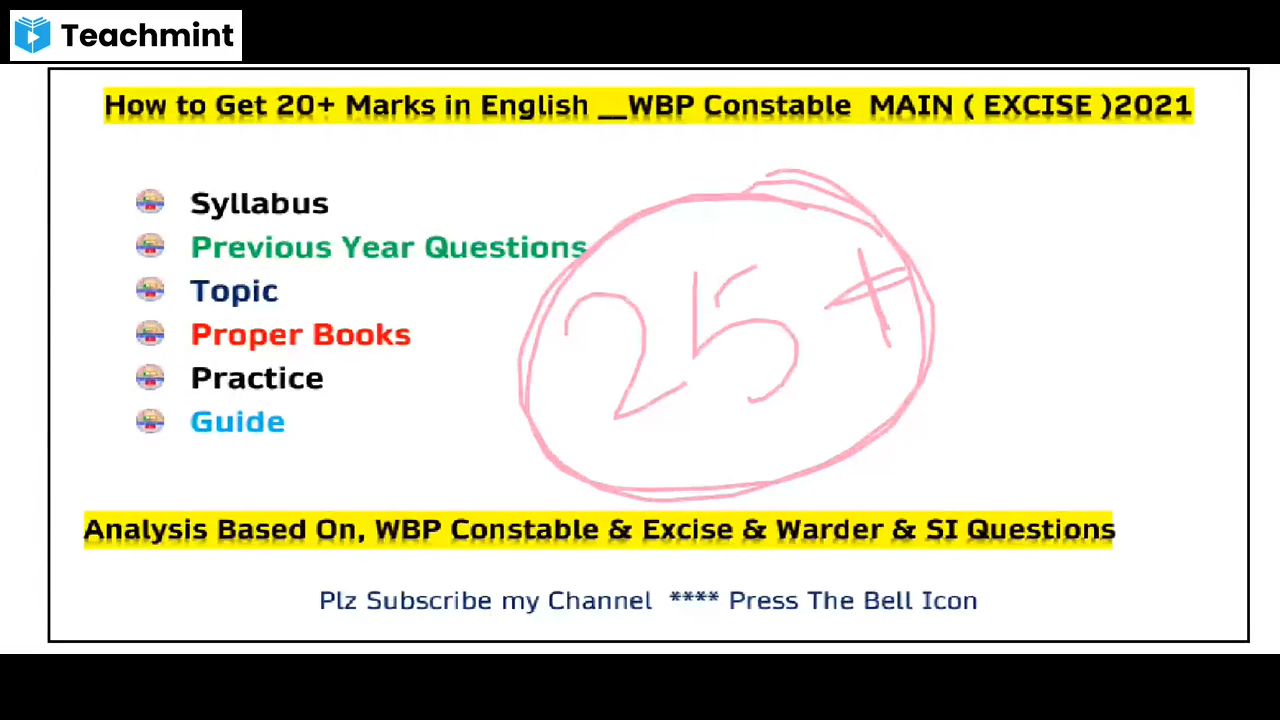 Teachmint
How to Get 20+ Marks in English __WBP Constable MAIN ( EXCISE )2021
Syllabus
Previous Year Questions
Topic
Proper Books
Practice
Guide
25+
Analysis Based On, WBP Constable & Excise & Warder & SI Questions
Plz Subscribe my Channel **** Press The Bell Icon